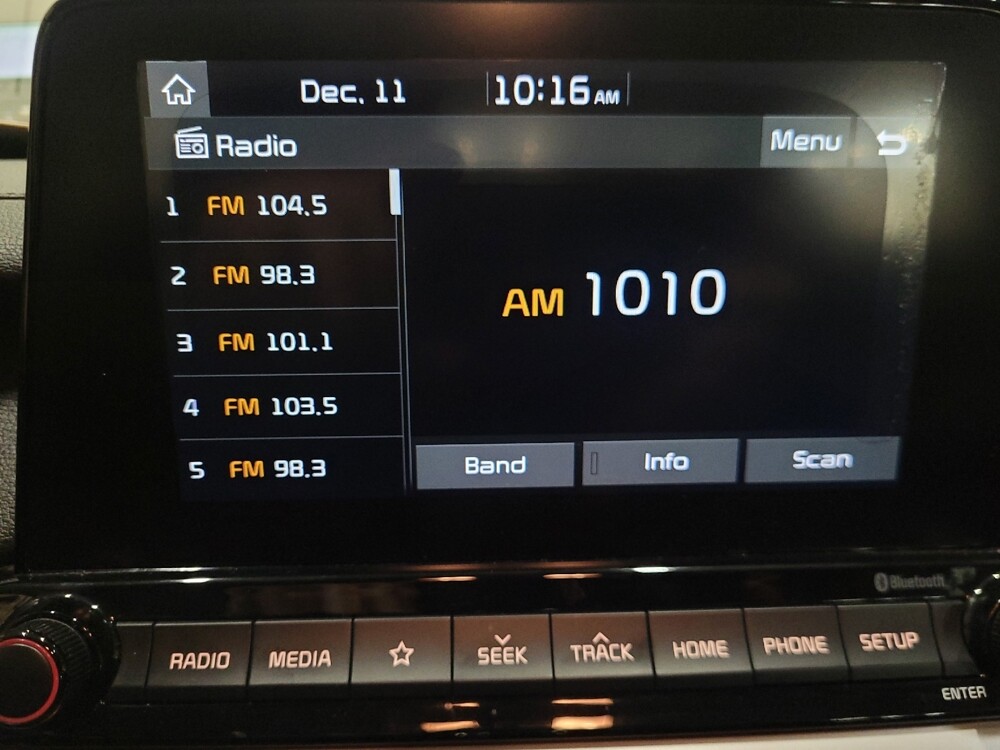 Dec. 11 10:16 AM
Radio Menu
1 FM 104.5
2 FM 98.3
3 FM 101.1
4 FM 103.5
5 FM 98.3
AM 1010
Band Info Scan
Bluetooth
RADIO MEDIA SEEK TRACK HOME PHONE SETUP
ENTER